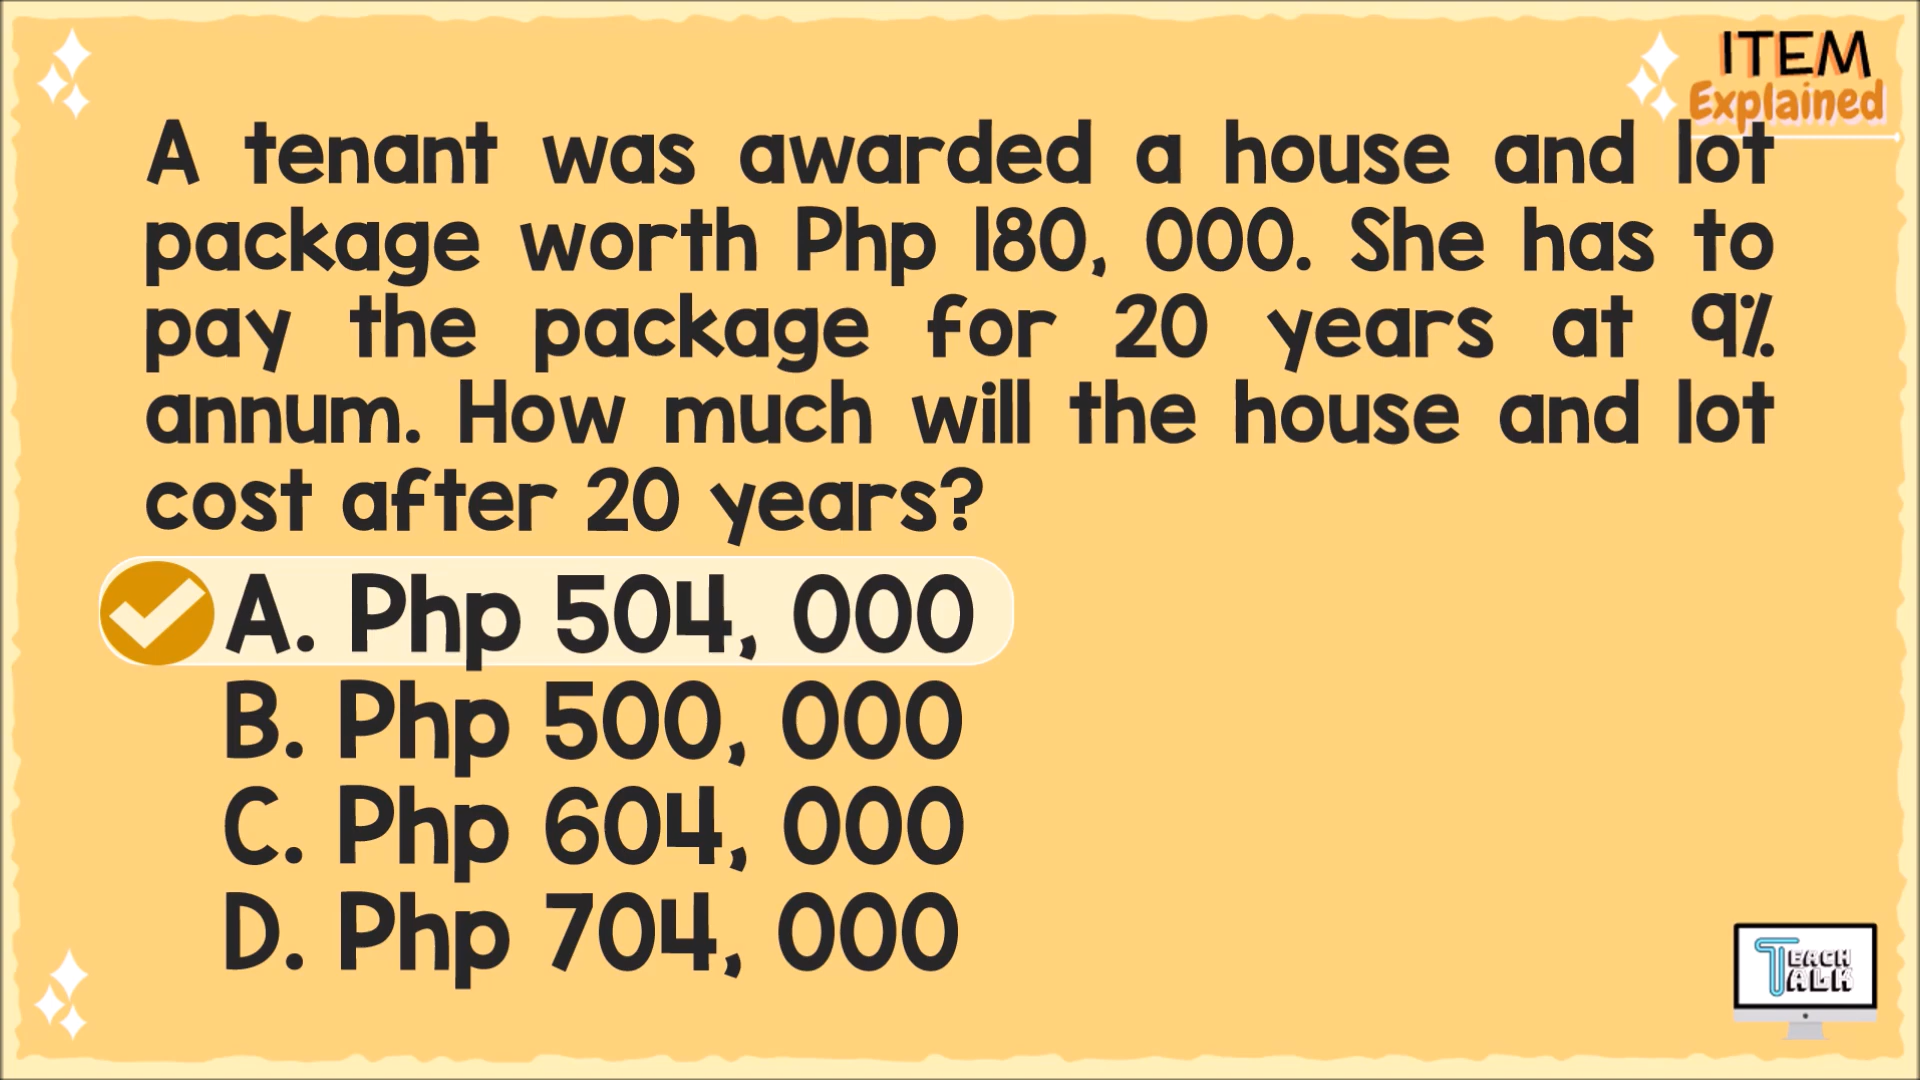 ITEM
Explained
A tenant was awarded a house and lot
package worth Php 180, 000. She has to
pay the package for 20 years at 9%
annum. How much will the house and lot
cost after 20 years?
A. Php 504, 000
B. Php 500, 000
C. Php 604, 000
D. Php 704, 000
TEACH
TALK